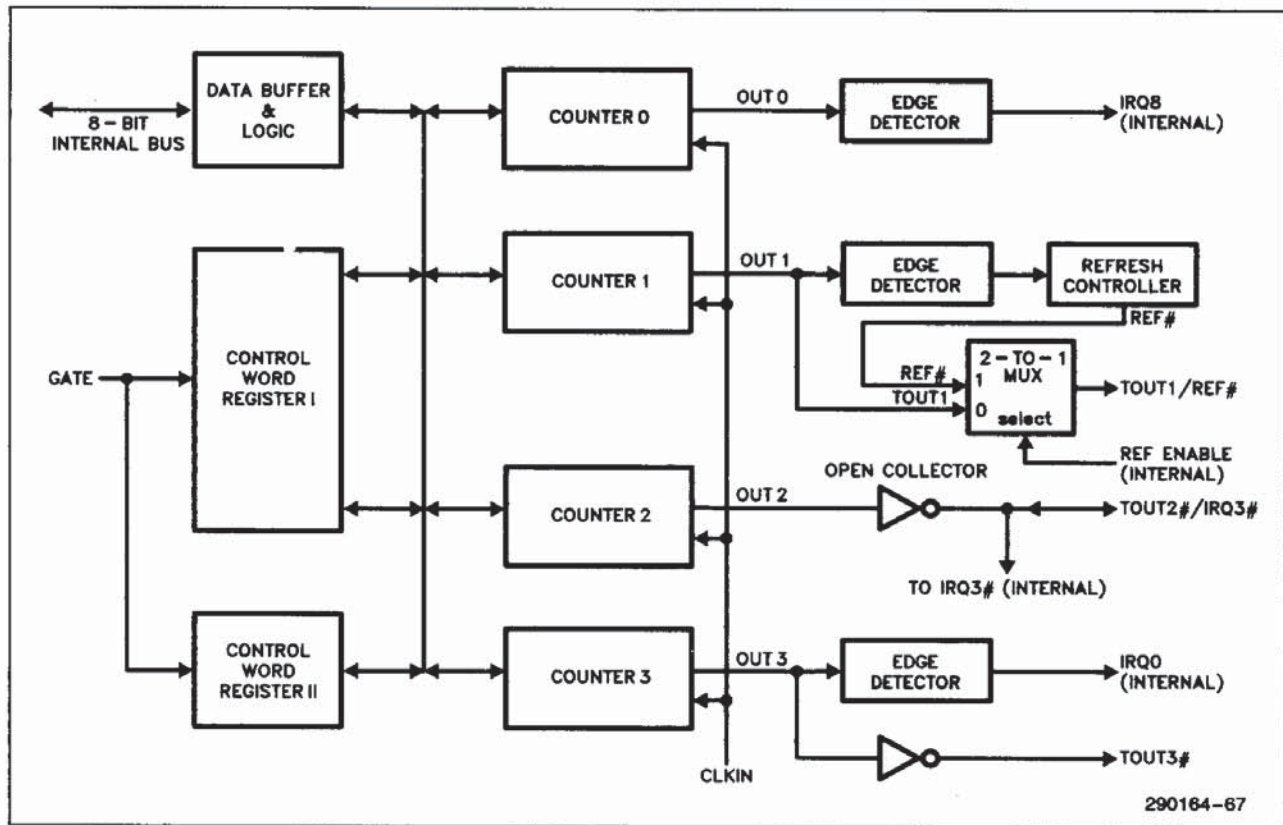 DATA BUFFER
&
LOGIC
8-BIT
INTERNAL BUS
COUNTER 0
OUT 0
EDGE
DETECTOR
IRQ8
(INTERNAL)
GATE
CONTROL
WORD
REGISTER I
COUNTER 1
OUT 1
EDGE
DETECTOR
REFRESH
CONTROLLER
REF#
2-TO-1
MUX
REF#
1
TOUT1
0
select
TOUT1/REF#
REF ENABLE
(INTERNAL)
COUNTER 2
OUT 2
OPEN COLLECTOR
TOUT2#/IRQ3#
TO IRQ3# (INTERNAL)
CONTROL
WORD
REGISTER II
COUNTER 3
OUT 3
EDGE
DETECTOR
IRQ0
(INTERNAL)
CLKIN
TOUT3#
290164-67